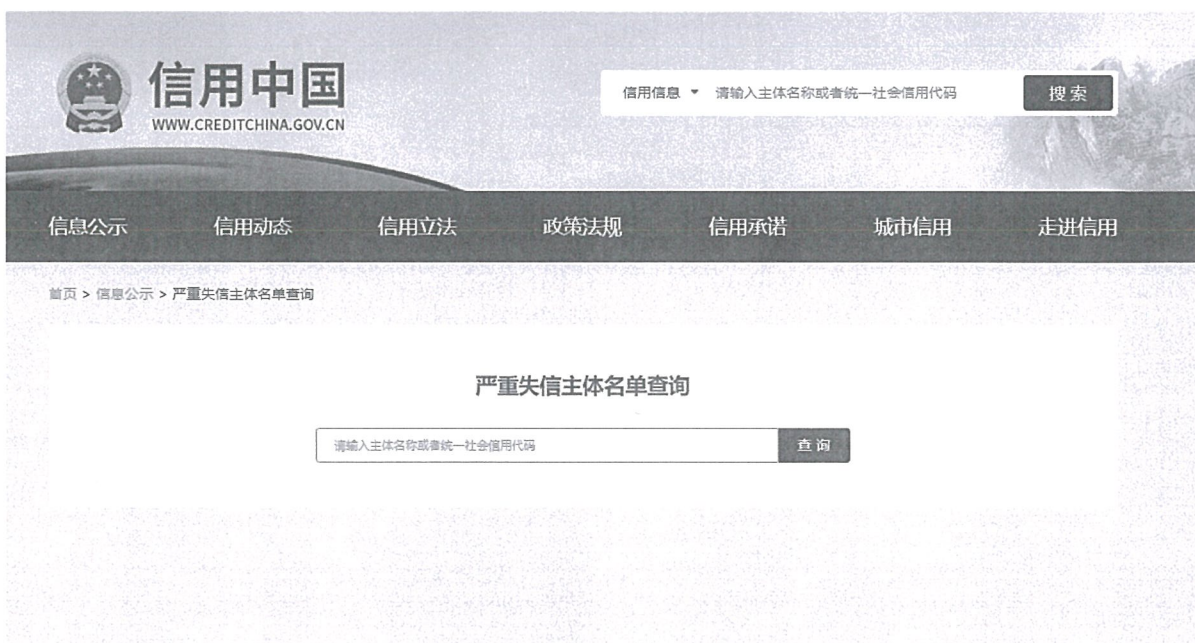 信用中国
WWW.CREDITCHINA.GOV.CN
信用信息 请输入主体名称或者统一社会信用代码 搜索
信息公示 信用动态 信用立法 政策法规 信用承诺 城市信用 走进信用
首页 > 信息公示 > 严重失信主体名单查询
严重失信主体名单查询
请输入主体名称或者统一社会信用代码 查询